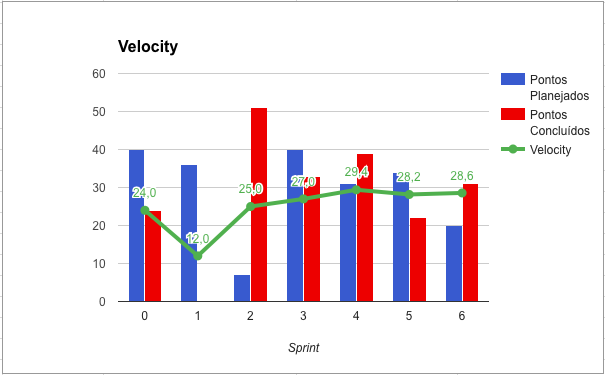 Velocity
60
50
40
30
20
10
0
24,0
12,0
25,0
27,0
29,4
28,2
28,6
0 1 2 3 4 5 6
Sprint
Pontos
Planejados
Pontos
Concluídos
Velocity